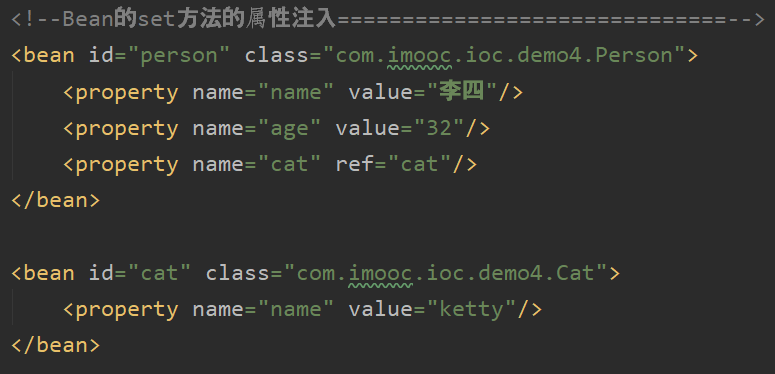 <!--Bean的set方法的属性注入==============================-->
<bean id="person" class="com.imooc.ioc.demo4.Person">
    <property name="name" value="李四"/>
    <property name="age" value="32"/>
    <property name="cat" ref="cat"/>
</bean>

<bean id="cat" class="com.imooc.ioc.demo4.Cat">
    <property name="name" value="ketty"/>
</bean>